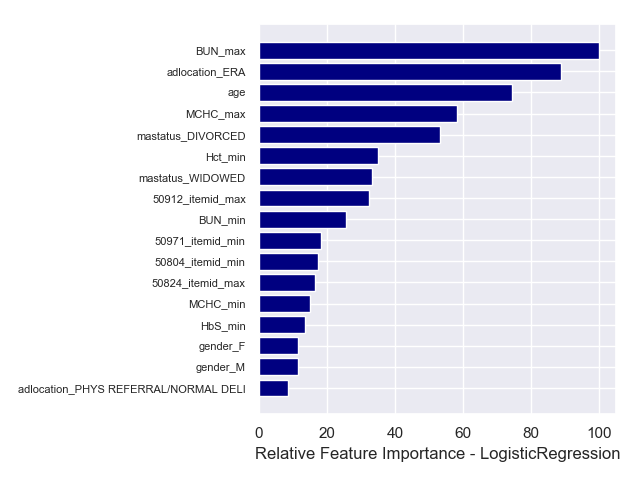 BUN_max
adlocation_ERA
age
MCHC_max
mastatus_DIVORCED
Hct_min
mastatus_WIDOWED
50912_itemid_max
BUN_min
50971_itemid_min
50804_itemid_min
50824_itemid_max
MCHC_min
HbS_min
gender_F
gender_M
adlocation_PHYS REFERRAL/NORMAL DELI
0 20 40 60 80 100
Relative Feature Importance - LogisticRegression